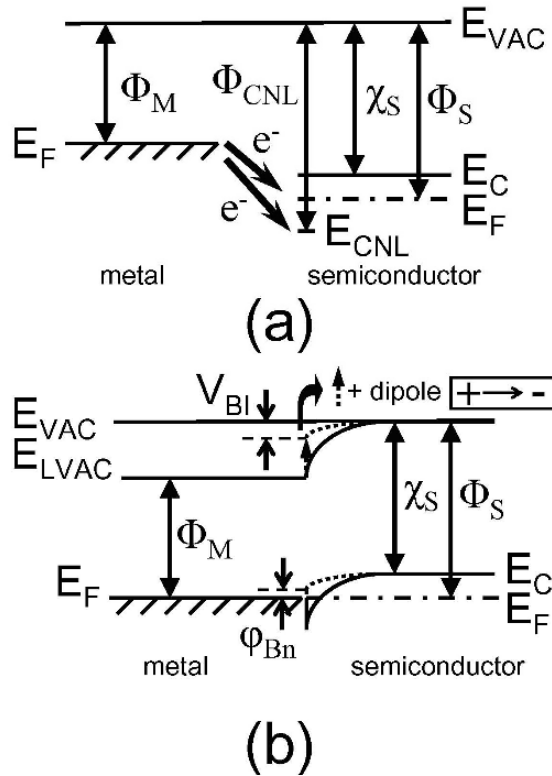 E_VAC
Φ_M
Φ_CNL
χ_S
Φ_S
E_F
e⁻
e⁻
E_C
E_F
E_CNL
metal
semiconductor
(a)
V_BI
+ dipole
+ → -
E_VAC
E_LVAC
Φ_M
χ_S
Φ_S
E_F
E_C
E_F
φ_Bn
metal
semiconductor
(b)